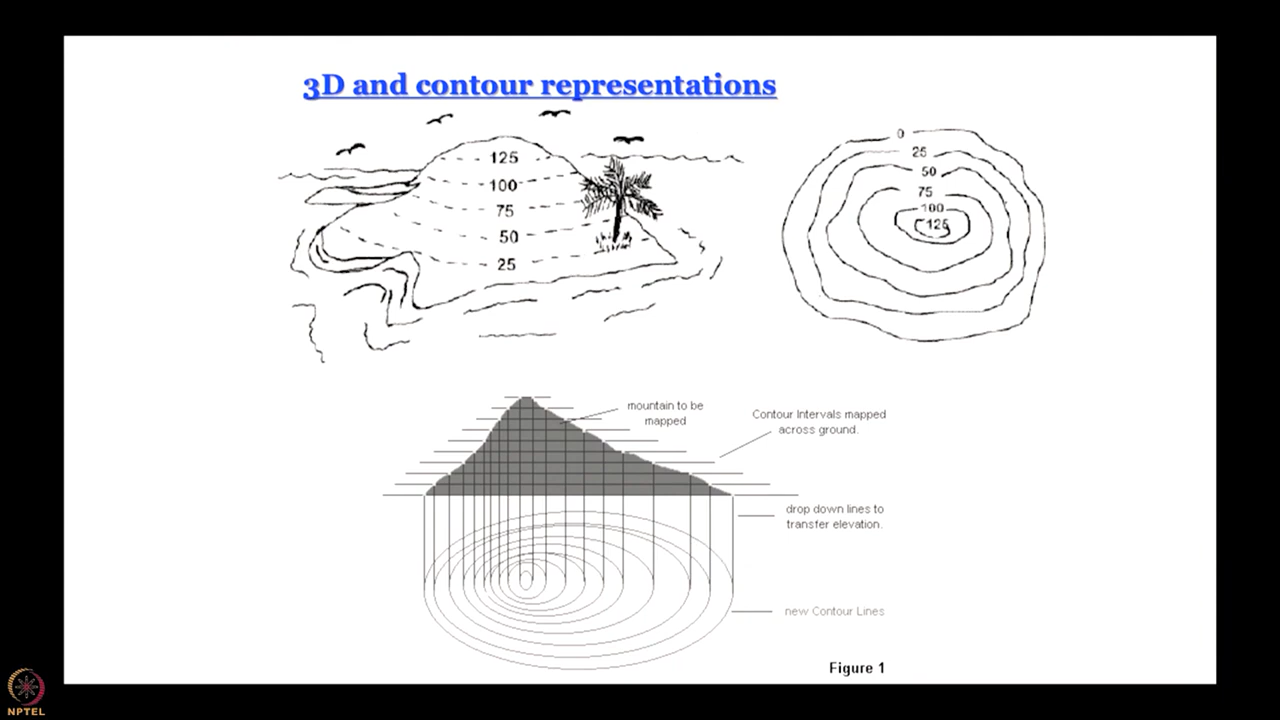 3D and contour representations
125
100
75
50
25
0
25
50
75
100
125
mountain to be
mapped
Contour Intervals mapped
across ground.
drop down lines to
transfer elevation.
new Contour Lines
Figure 1
NPTEL